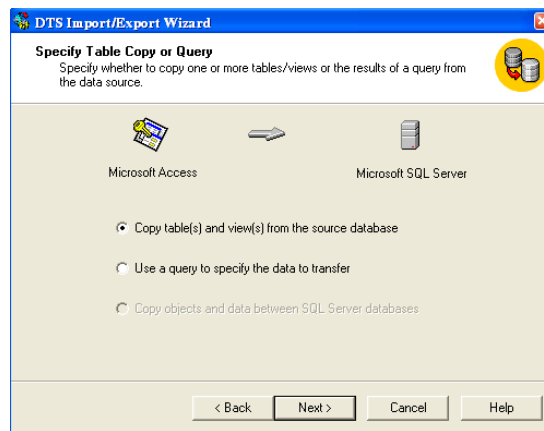 DTS Import/Export Wizard
Specify Table Copy or Query
Specify whether to copy one or more tables/views or the results of a query from
the data source.
Microsoft Access
Microsoft SQL Server
Copy table(s) and view(s) from the source database
Use a query to specify the data to transfer
Copy objects and data between SQL Server databases
< Back
Next >
Cancel
Help